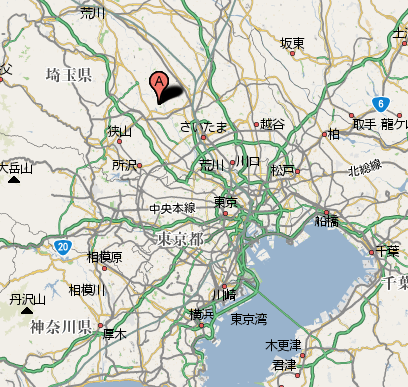 荒川
坂東
土
埼玉県
父
A
6
さいたま
越谷
取手
龍ケ
柏
狭山
所沢
荒川
川口
松戸
北総線
大岳山
東京
中央本線
船橋
東京都
20
千葉
千葉
相模原
丹沢山
相模川
川崎
神奈川県
横浜
東京湾
厚木
木更津
君津